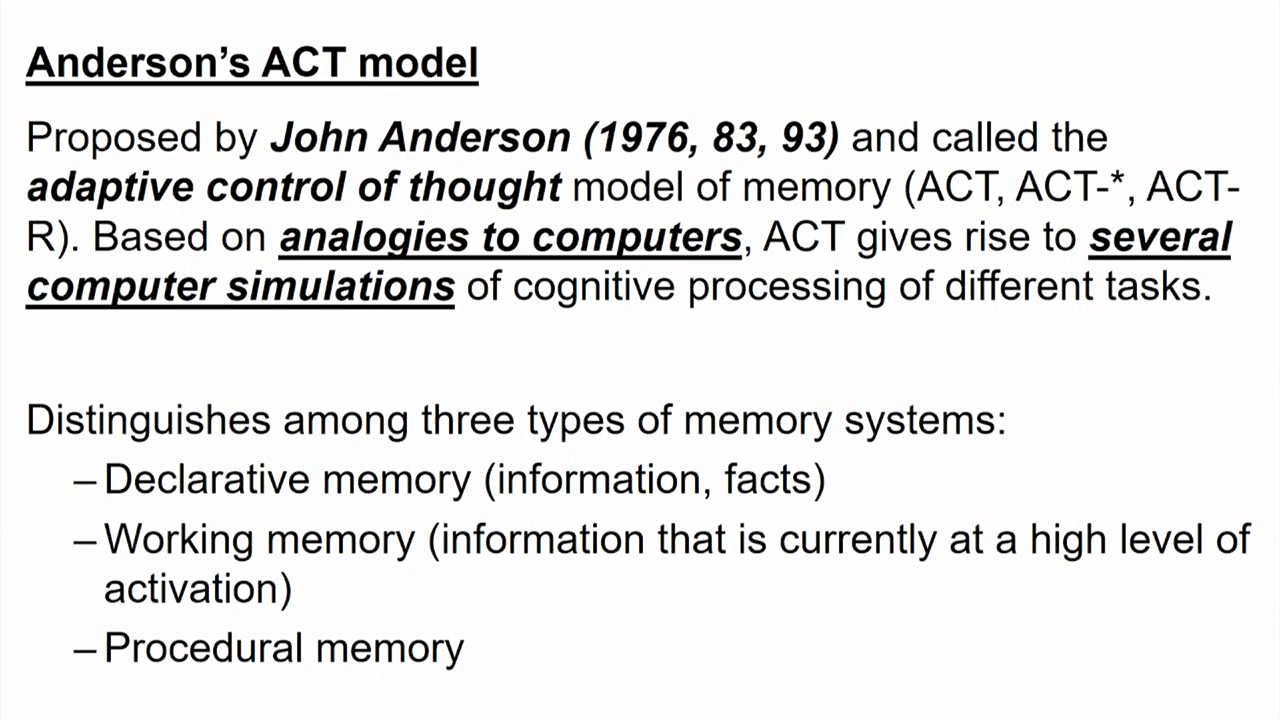 Anderson’s ACT model
Proposed by John Anderson (1976, 83, 93) and called the
adaptive control of thought model of memory (ACT, ACT-*, ACT-
R). Based on analogies to computers, ACT gives rise to several
computer simulations of cognitive processing of different tasks.
Distinguishes among three types of memory systems:
–Declarative memory (information, facts)
–Working memory (information that is currently at a high level of
activation)
–Procedural memory